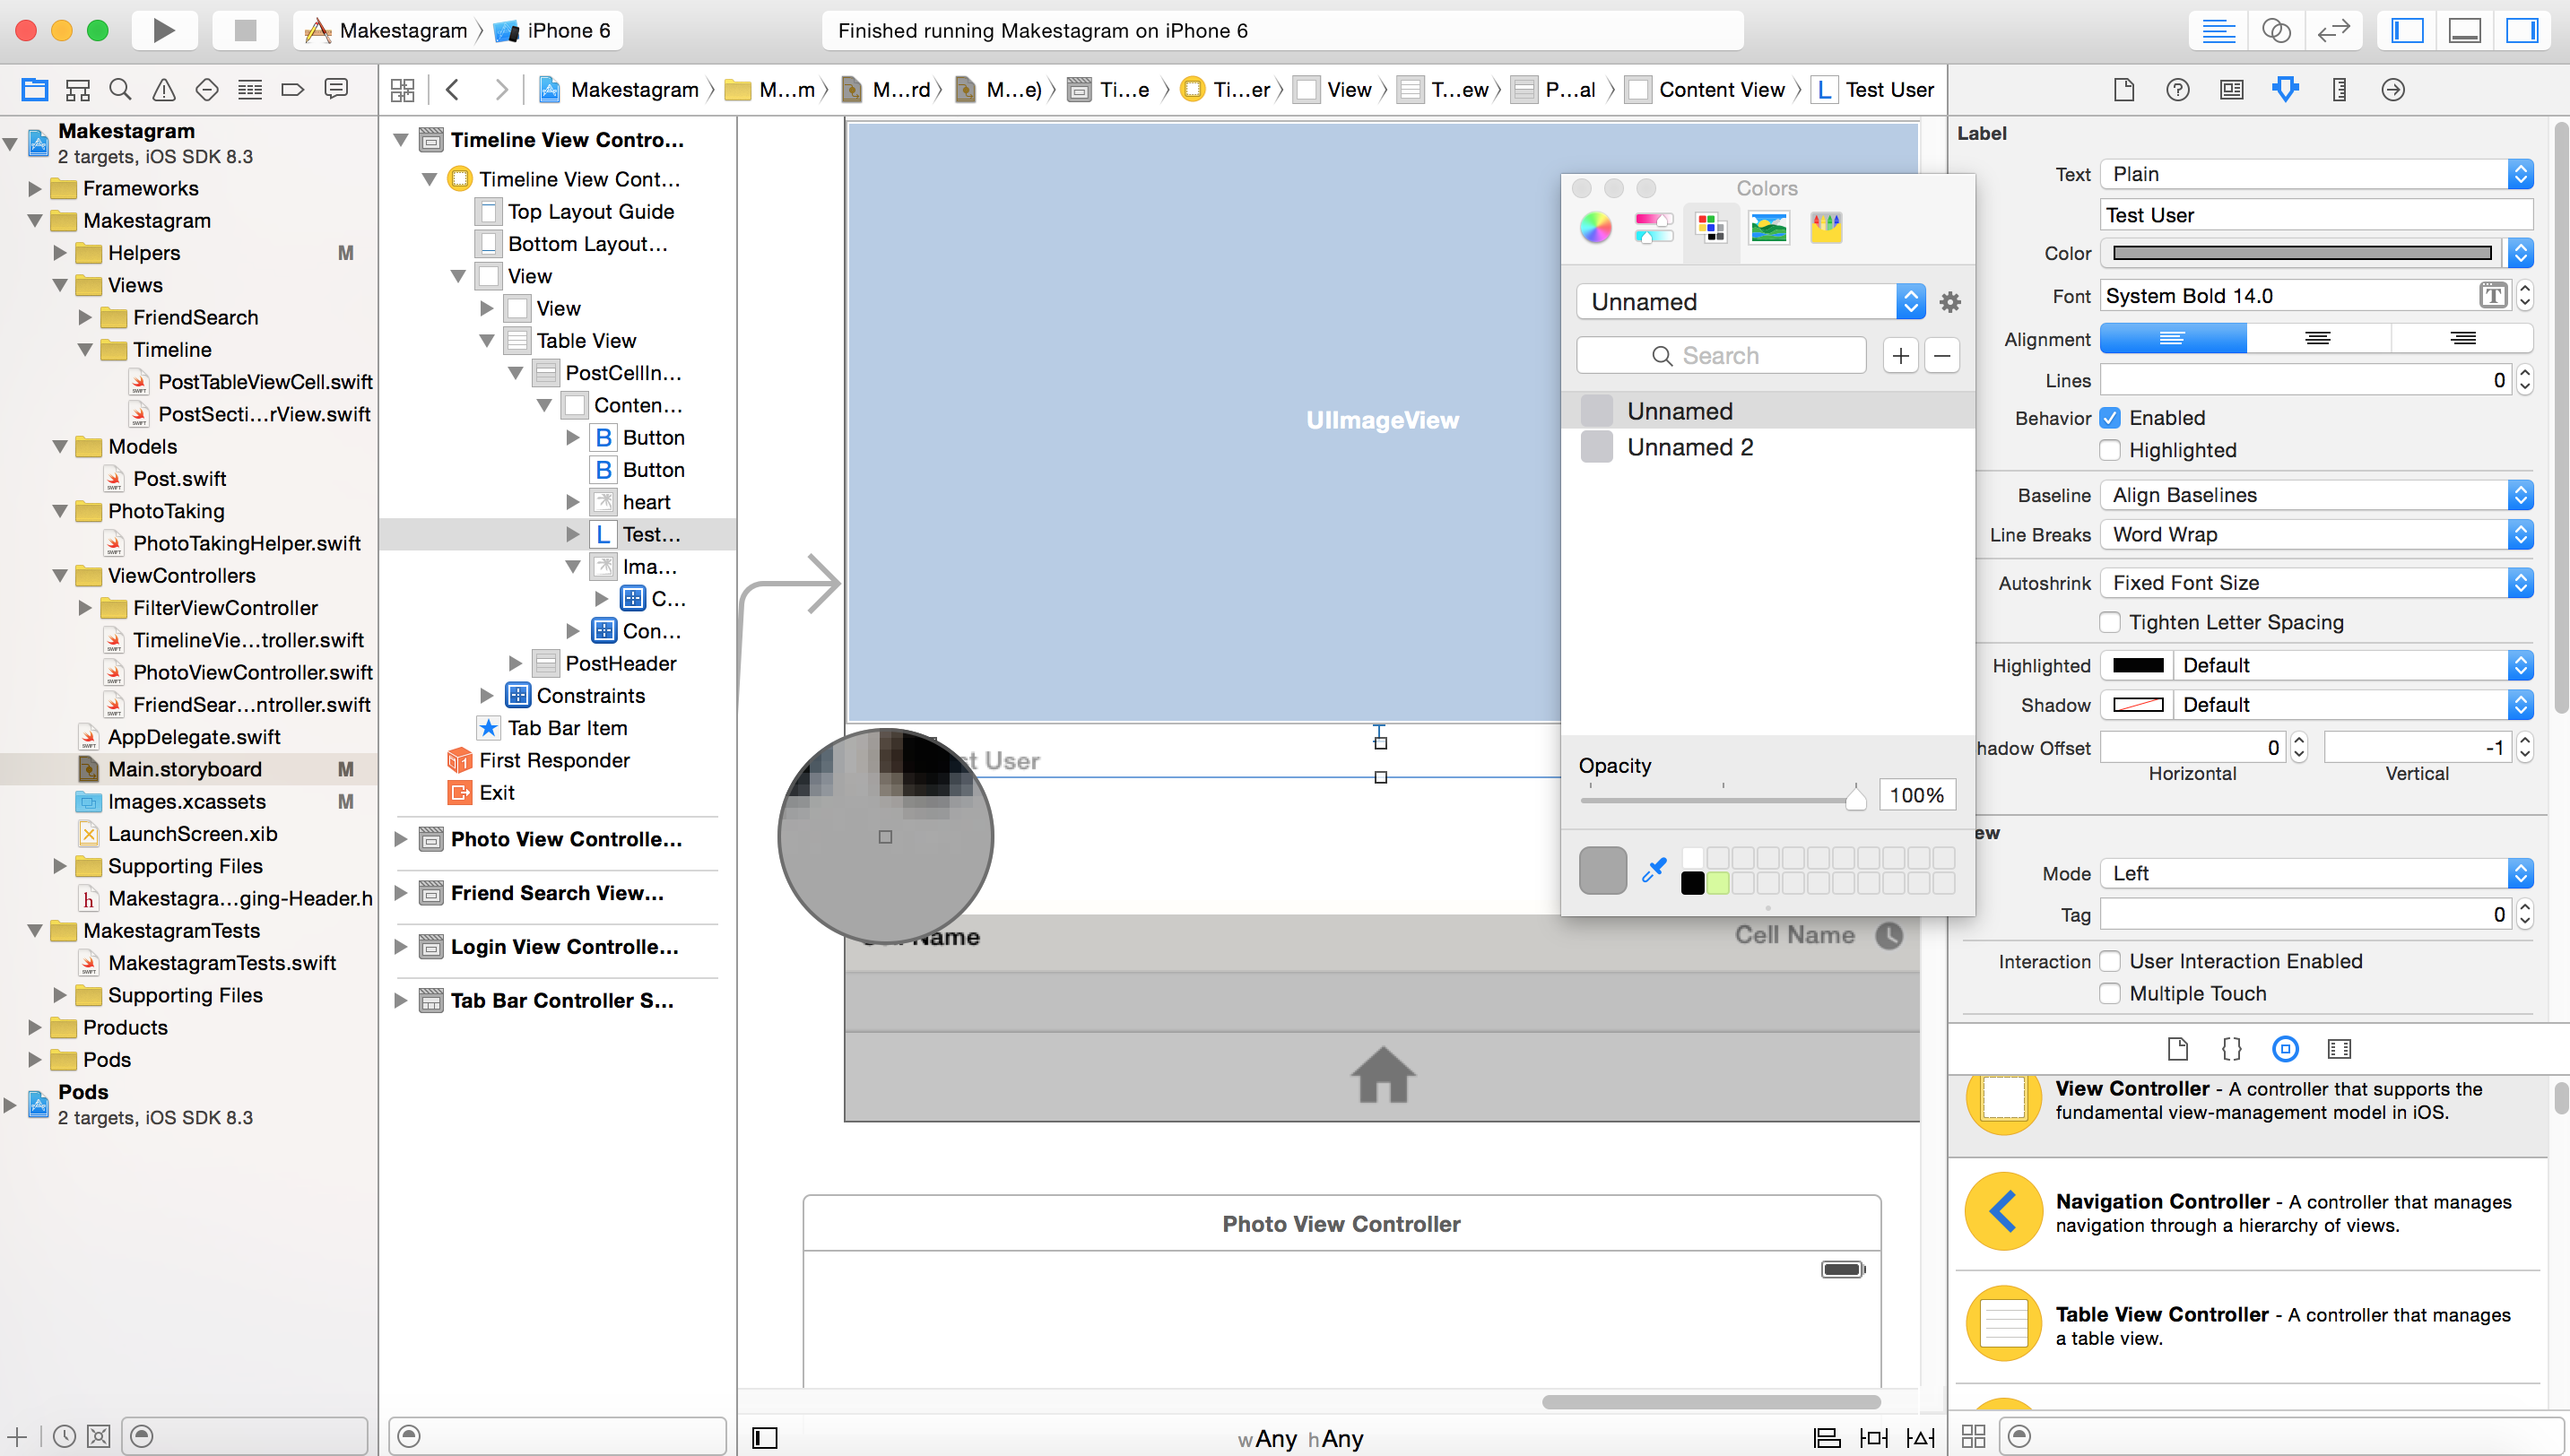 Makestagram iPhone 6
Finished running Makestagram on iPhone 6
Makestagram M...m M...rd M...e) Ti...e Ti...er View T...ew P...al Content View L Test User
Makestagram
2 targets, iOS SDK 8.3
Frameworks
Makestagram
Helpers M
Views
FriendSearch
Timeline
PostTableViewCell.swift
PostSecti...rView.swift
Models
Post.swift
PhotoTaking
PhotoTakingHelper.swift
ViewControllers
FilterViewController
TimelineVie...troller.swift
PhotoViewController.swift
FriendSear...ntroller.swift
AppDelegate.swift
Main.storyboard M
Images.xcassets M
LaunchScreen.xib
Supporting Files
h Makestagra...ging-Header.h
MakestagramTests
MakestagramTests.swift
Supporting Files
Products
Pods
Pods
2 targets, iOS SDK 8.3
Timeline View Contro...
Timeline View Cont...
Top Layout Guide
Bottom Layout...
View
View
Table View
PostCellIn...
Conten...
B Button
B Button
heart
L Test...
Ima...
C...
Con...
PostHeader
Constraints
Tab Bar Item
First Responder
Exit
Photo View Controlle...
Friend Search View...
Login View Controlle...
Tab Bar Controller S...
UIImageView
st User
Name
Cell Name
Photo View Controller
wAny hAny
Colors
Unnamed
Search
Unnamed
Unnamed 2
Opacity
100%
Label
Text Plain
Test User
Color
Font System Bold 14.0 T
Alignment
Lines 0
Behavior Enabled
Highlighted
Baseline Align Baselines
Line Breaks Word Wrap
Autoshrink Fixed Font Size
Tighten Letter Spacing
Highlighted Default
Shadow Default
hadow Offset 0 -1
Horizontal Vertical
ew
Mode Left
Tag 0
Interaction User Interaction Enabled
Multiple Touch
View Controller - A controller that supports the
fundamental view-management model in iOS.
Navigation Controller - A controller that manages
navigation through a hierarchy of views.
Table View Controller - A controller that manages
a table view.